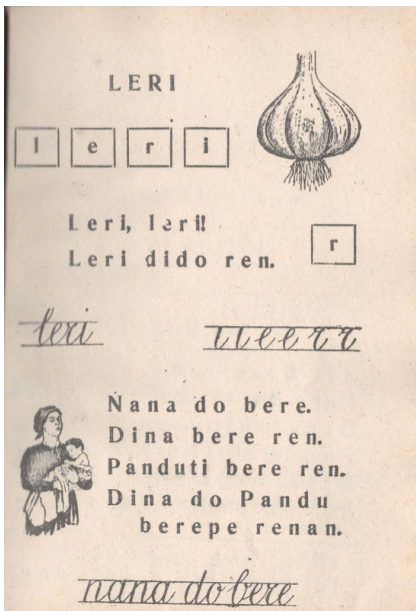 LERI
l e r i
Leri, leri!
r
Leri dido ren.
leri
ııeerr
Nana do bere.
Dina bere ren.
Panduti bere ren.
Dina do Pandu
berepe renan.
nana do bere